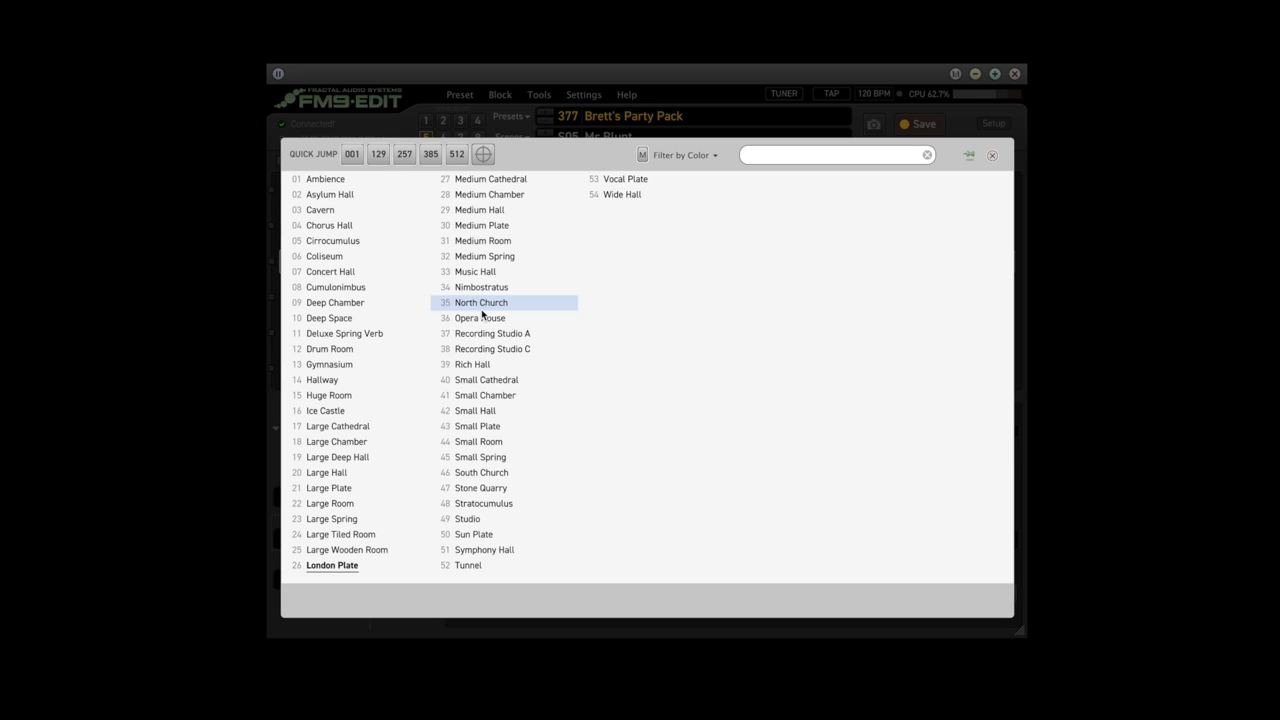 FRACTAL AUDIO SYSTEMS
FM9-EDIT
Preset Block Tools Settings Help
TUNER TAP 120 BPM CPU 62.7%
Connected!
1 2 3 4 Presets 377 Brett's Party Pack Save Setup
S05 Mr Blunt
QUICK JUMP 001 129 257 385 512 M Filter by Color
01 Ambience
02 Asylum Hall
03 Cavern
04 Chorus Hall
05 Cirrocumulus
06 Coliseum
07 Concert Hall
08 Cumulonimbus
09 Deep Chamber
10 Deep Space
11 Deluxe Spring Verb
12 Drum Room
13 Gymnasium
14 Hallway
15 Huge Room
16 Ice Castle
17 Large Cathedral
18 Large Chamber
19 Large Deep Hall
20 Large Hall
21 Large Plate
22 Large Room
23 Large Spring
24 Large Tiled Room
25 Large Wooden Room
26 London Plate
27 Medium Cathedral
28 Medium Chamber
29 Medium Hall
30 Medium Plate
31 Medium Room
32 Medium Spring
33 Music Hall
34 Nimbostratus
35 North Church
36 Opera House
37 Recording Studio A
38 Recording Studio C
39 Rich Hall
40 Small Cathedral
41 Small Chamber
42 Small Hall
43 Small Plate
44 Small Room
45 Small Spring
46 South Church
47 Stone Quarry
48 Stratocumulus
49 Studio
50 Sun Plate
51 Symphony Hall
52 Tunnel
53 Vocal Plate
54 Wide Hall